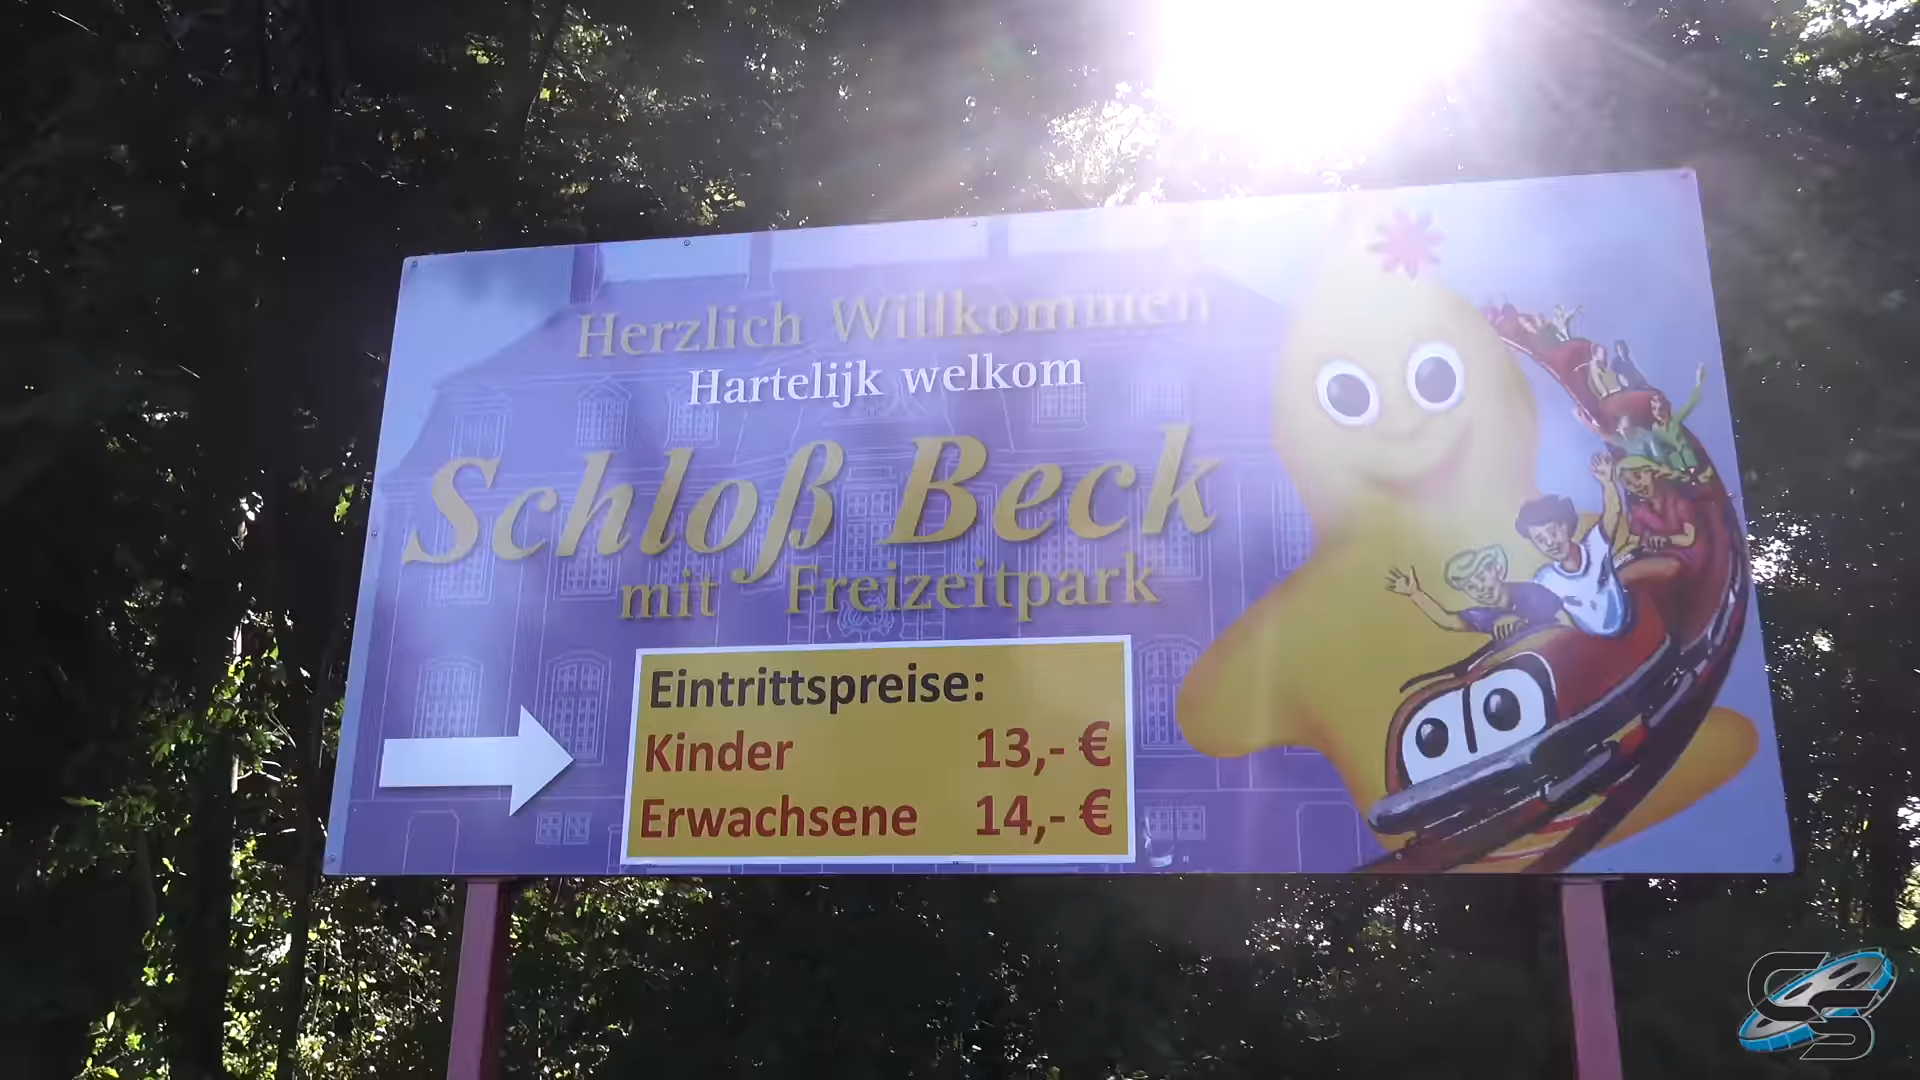 Herzlich Willkommen
Hartelijk welkom
Schloß Beck
mit Freizeitpark
Eintrittspreise:
Kinder 13,- €
Erwachsene 14,- €